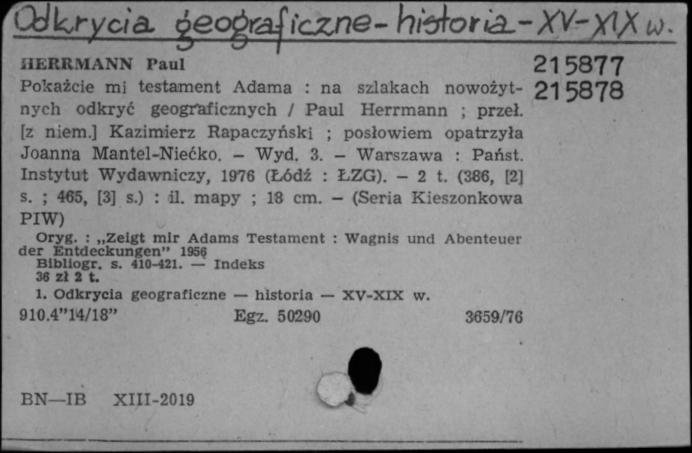 Odkrycia geograficzne - historia - XV-XIX w.
HERRMANN Paul
215877
Pokażcie mi testament Adama : na szlakach nowożyt-
215878
nych odkryć geograficznych / Paul Herrmann ; przeł.
[z niem.] Kazimierz Rapaczyński ; posłowiem opatrzyła
Joanna Mantel-Niećko. — Wyd. 3. — Warszawa : Państ.
Instytut Wydawniczy, 1976 (Łódź : ŁZG). — 2 t. (386, [2]
s. ; 465, [3] s.) : il. mapy ; 18 cm. — (Seria Kieszonkowa
PIW)
Oryg. : „Zeigt mir Adams Testament : Wagnis und Abenteuer
der Entdeckungen” 1956
Bibliogr. s. 410-421. — Indeks
36 zł 2 t.
1. Odkrycia geograficzne — historia — XV-XIX w.
910.4”14/18” Egz. 50290 3659/76
BN—IB XIII-2019